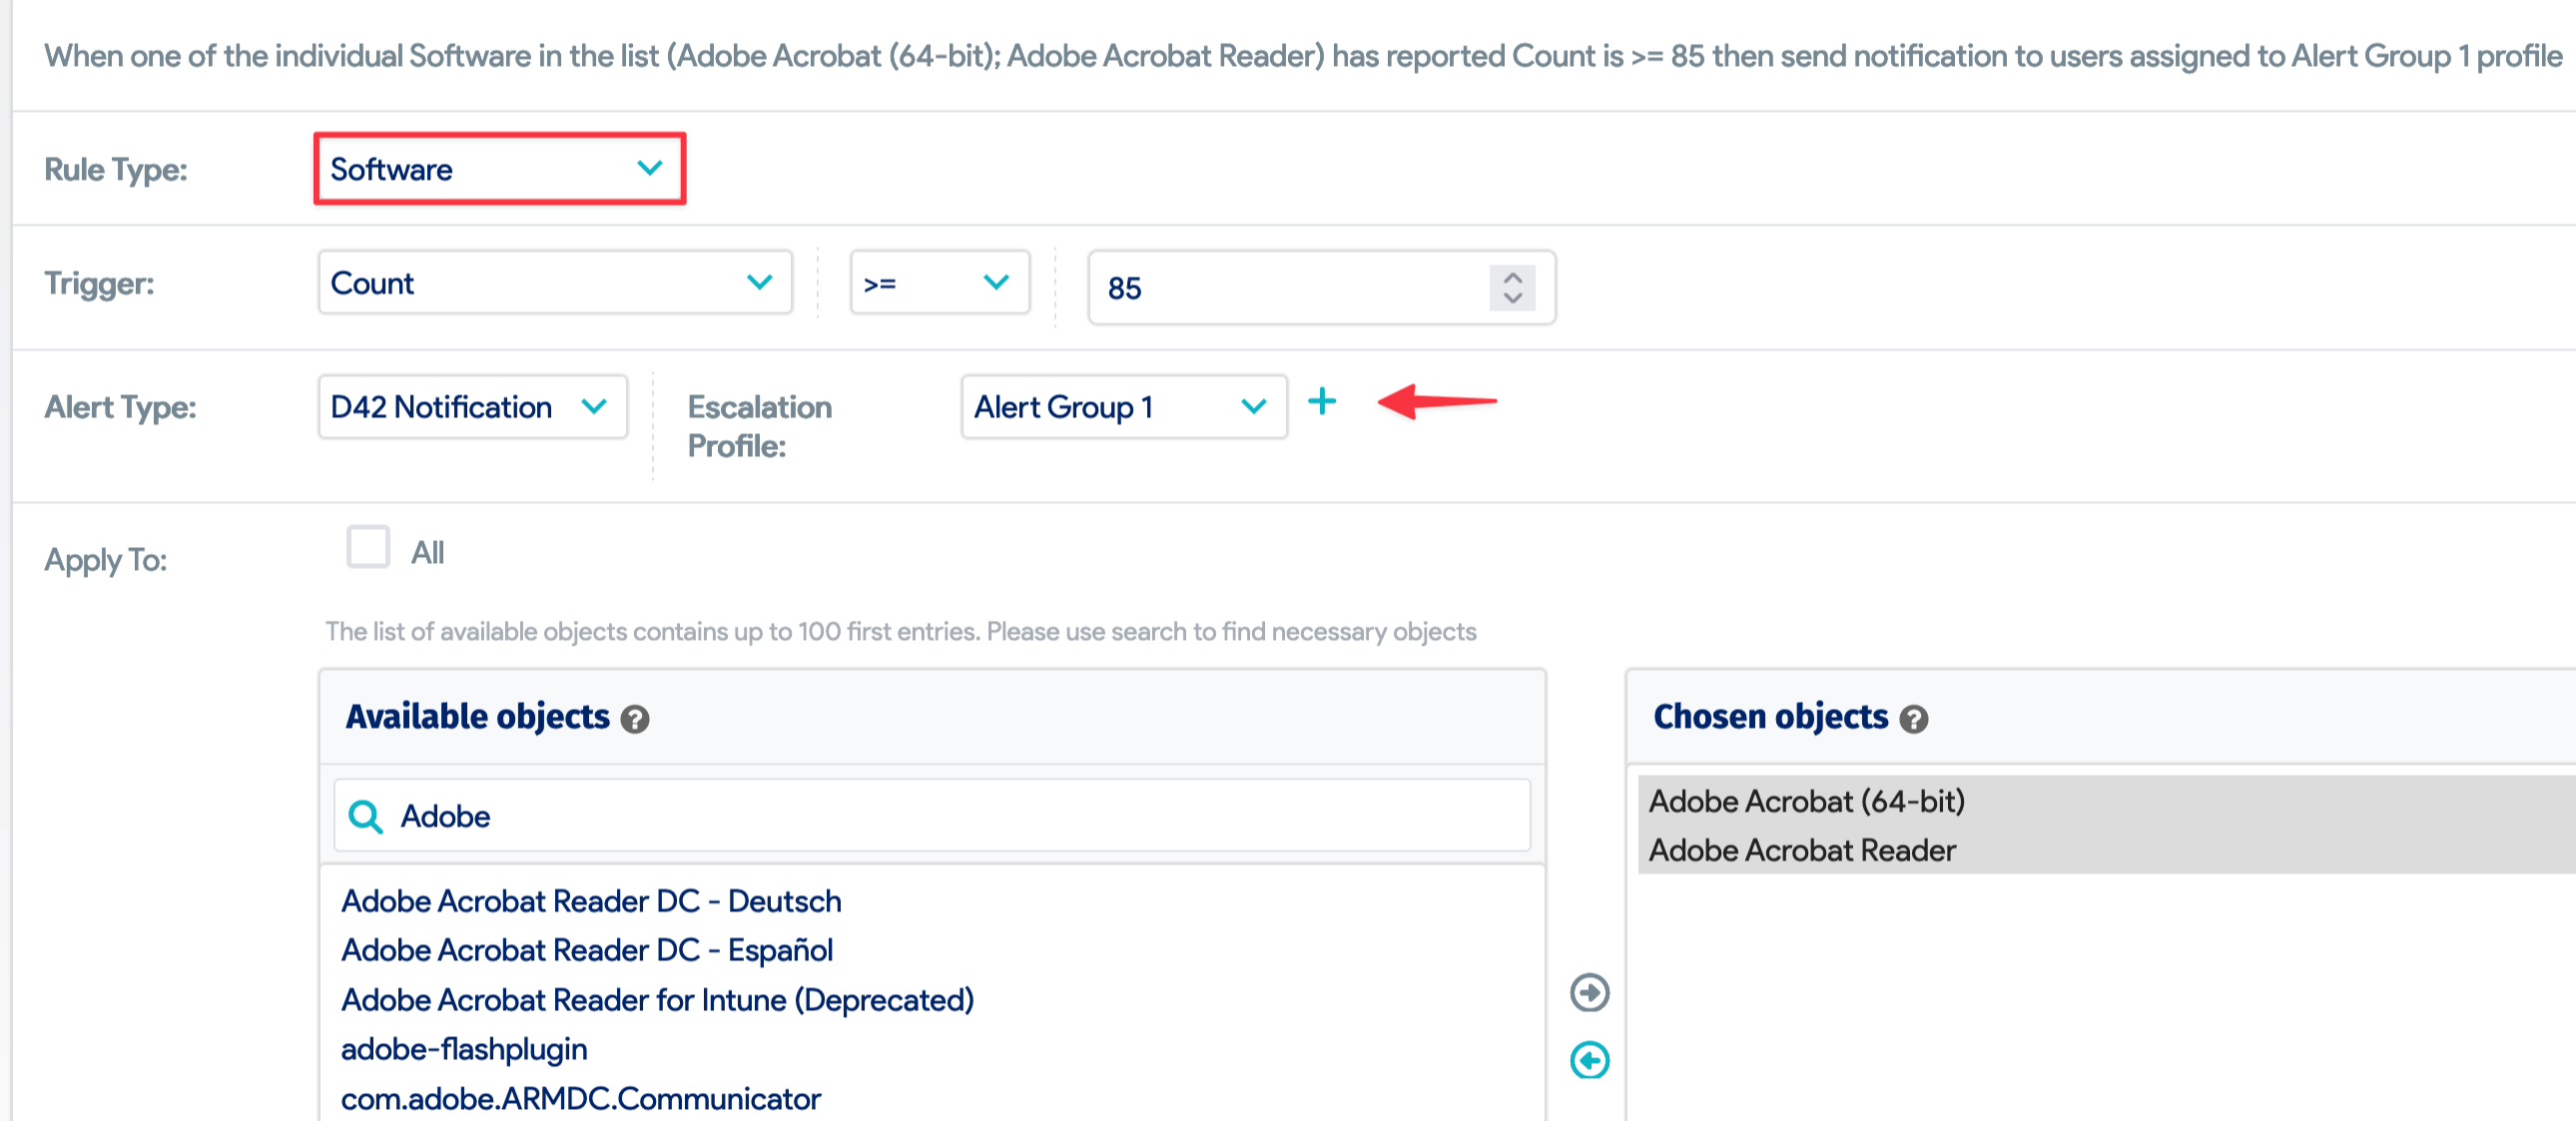 When one of the individual Software in the list (Adobe Acrobat (64-bit); Adobe Acrobat Reader) has reported Count is >= 85 then send notification to users assigned to Alert Group 1 profile
Rule Type: Software
Trigger: Count >= 85
Alert Type: D42 Notification Escalation Profile: Alert Group 1
Apply To: All
The list of available objects contains up to 100 first entries. Please use search to find necessary objects
Available objects
Adobe
Adobe Acrobat Reader DC - Deutsch
Adobe Acrobat Reader DC - Español
Adobe Acrobat Reader for Intune (Deprecated)
adobe-flashplugin
com.adobe.ARMDC.Communicator
Chosen objects
Adobe Acrobat (64-bit)
Adobe Acrobat Reader